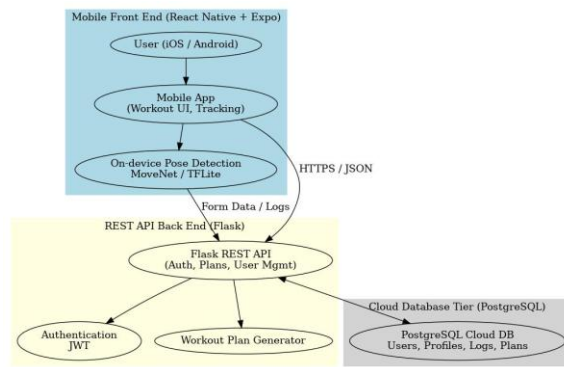 Mobile Front End (React Native + Expo)
User (iOS / Android)
Mobile App
(Workout UI, Tracking)
On-device Pose Detection
MoveNet / TFLite
HTTPS / JSON
Form Data / Logs
REST API Back End (Flask)
Flask REST API
(Auth, Plans, User Mgmt)
Cloud Database Tier (PostgreSQL)
Authentication
JWT
Workout Plan Generator
PostgreSQL Cloud DB
Users, Profiles, Logs, Plans